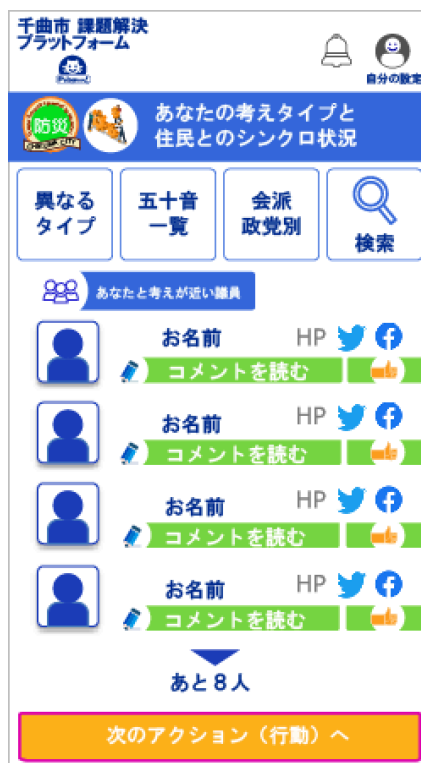 千曲市 課題解決
プラットフォーム
自分の設定
防災
CHIKUMA CITY
あなたの考えタイプと
住民とのシンクロ状況
異なる
タイプ
五十音
一覧
会派
政党別
検索
あなたと考えが近い議員
お名前 HP
コメントを読む
お名前 HP
コメントを読む
お名前 HP
コメントを読む
お名前 HP
コメントを読む
あと8人
次のアクション（行動）へ